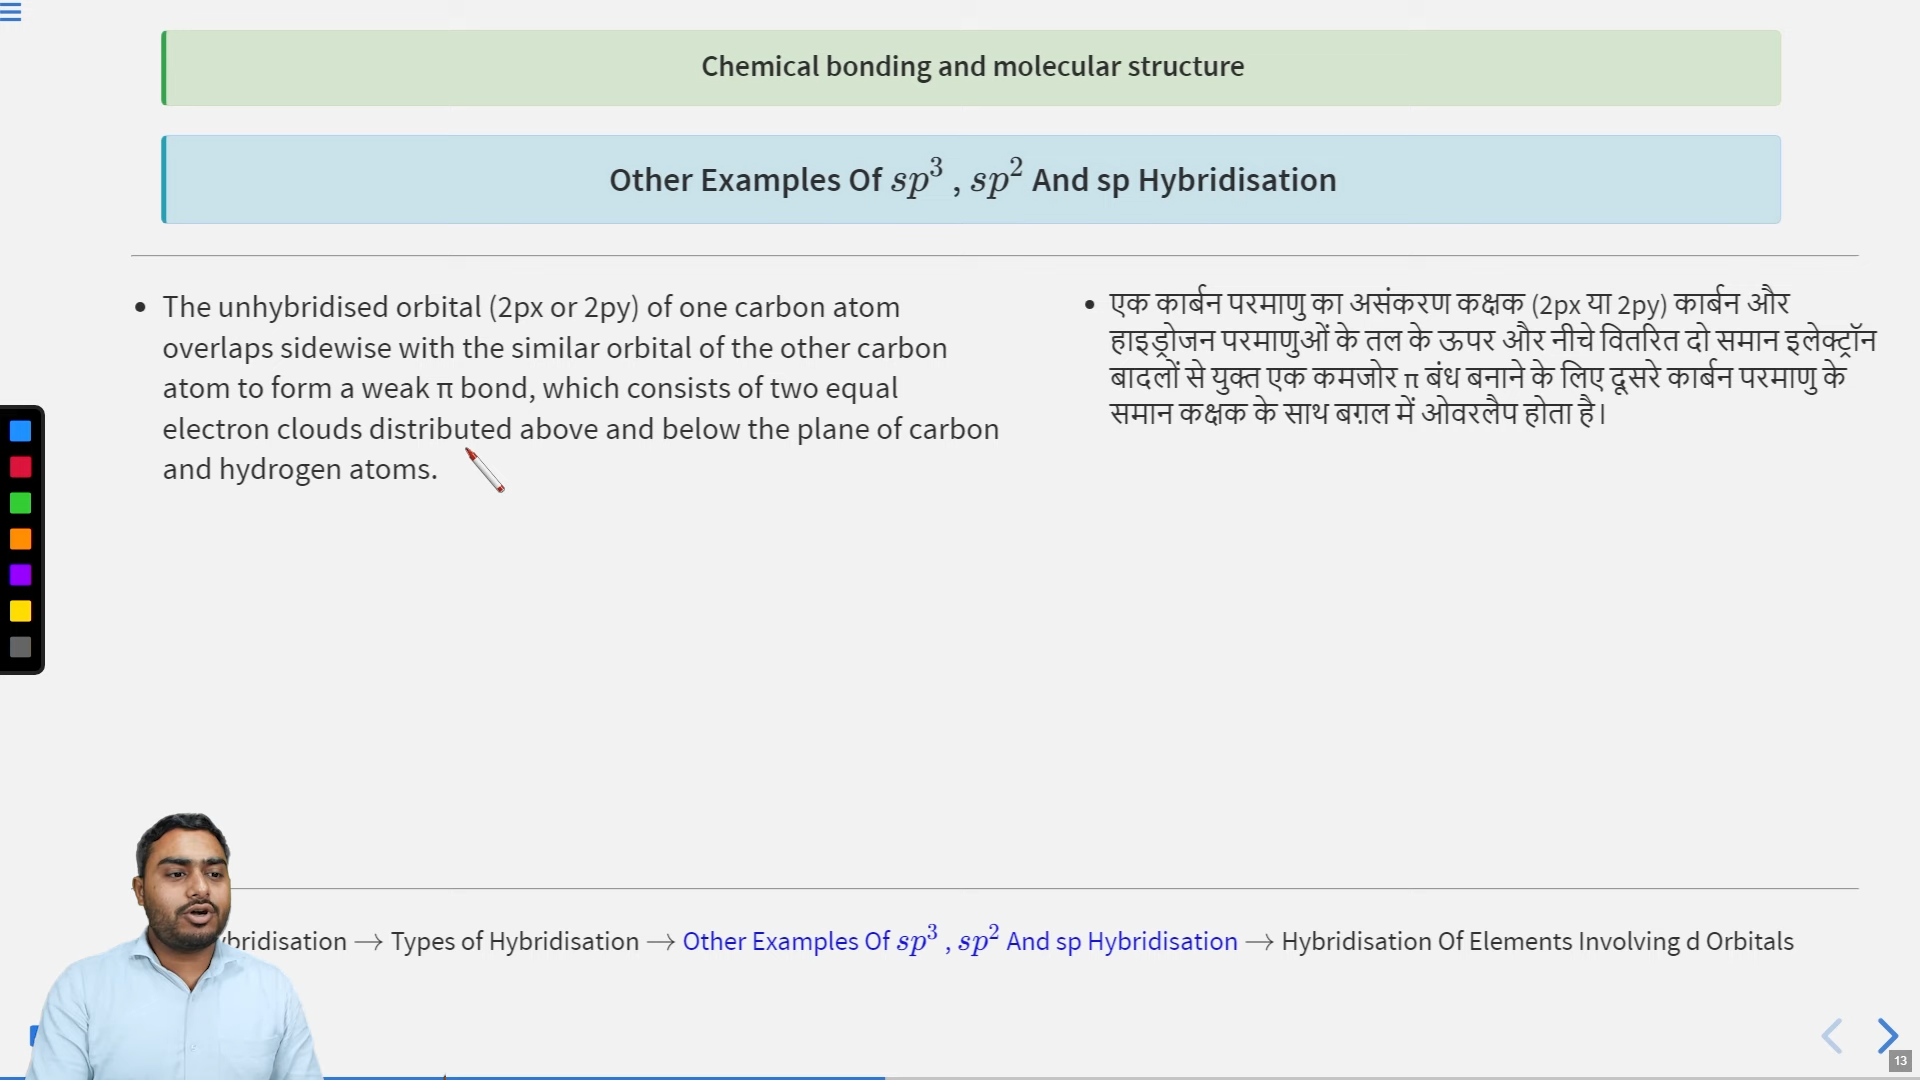 Chemical bonding and molecular structure
Other Examples Of sp³ , sp² And sp Hybridisation
• The unhybridised orbital (2px or 2py) of one carbon atom
overlaps sidewise with the similar orbital of the other carbon
atom to form a weak π bond, which consists of two equal
electron clouds distributed above and below the plane of carbon
and hydrogen atoms.
• एक कार्बन परमाणु का असंकरण कक्षक (2px या 2py) कार्बन और
हाइड्रोजन परमाणुओं के तल के ऊपर और नीचे वितरित दो समान इलेक्ट्रॉन
बादलों से युक्त एक कमजोर π बंध बनाने के लिए दूसरे कार्बन परमाणु के
समान कक्षक के साथ बग़ल में ओवरलैप होता है।
bridisation → Types of Hybridisation → Other Examples Of sp³ , sp² And sp Hybridisation → Hybridisation Of Elements Involving d Orbitals
13